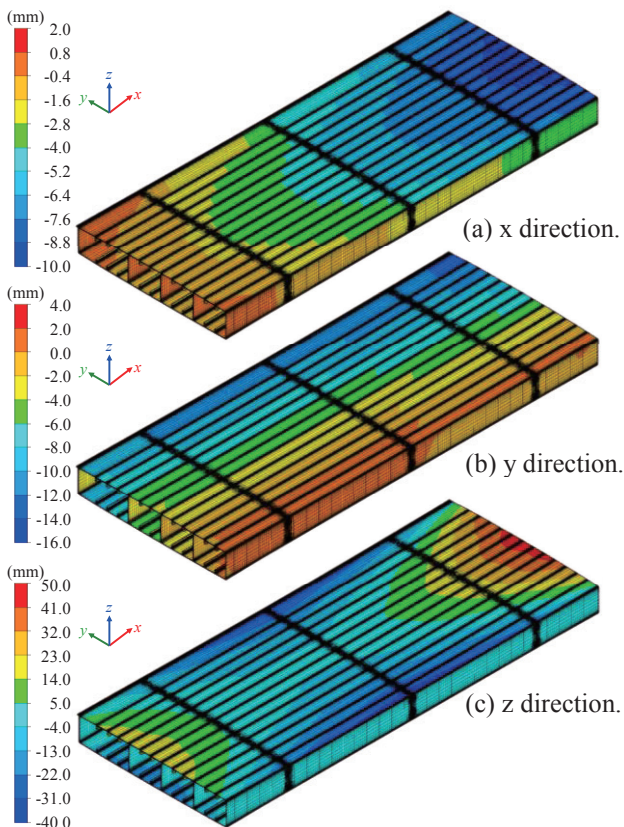 (mm)
2.0
0.8
-0.4
-1.6
-2.8
-4.0
-5.2
-6.4
-7.6
-8.8
-10.0
z
y
x
(a) x direction.
(mm)
4.0
2.0
0.0
-2.0
-4.0
-6.0
-8.0
-10.0
-12.0
-14.0
-16.0
z
y
x
(b) y direction.
(mm)
50.0
41.0
32.0
23.0
14.0
5.0
-4.0
-13.0
-22.0
-31.0
-40.0
z
y
x
(c) z direction.